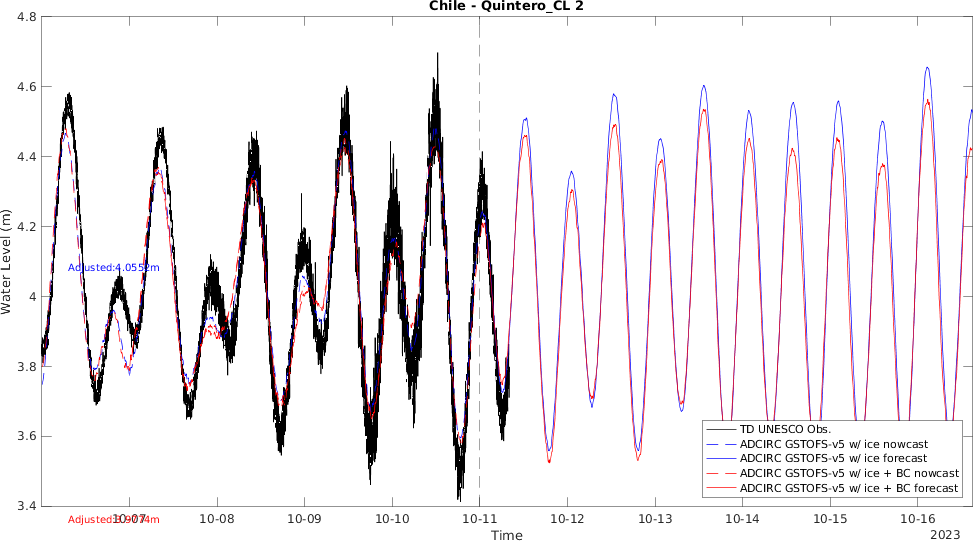 Chile - Quintero_CL 2
4.8
4.6
4.4
4.2
4
3.8
3.6
3.4
Water Level (m)
Adjusted:4.0552m
TD UNESCO Obs.
ADCIRC GSTOFS-v5 w/ ice nowcast
ADCIRC GSTOFS-v5 w/ ice forecast
ADCIRC GSTOFS-v5 w/ ice + BC nowcast
ADCIRC GSTOFS-v5 w/ ice + BC forecast
10-07 10-08 10-09 10-10 10-11 10-12 10-13 10-14 10-15 10-16
Time
2023